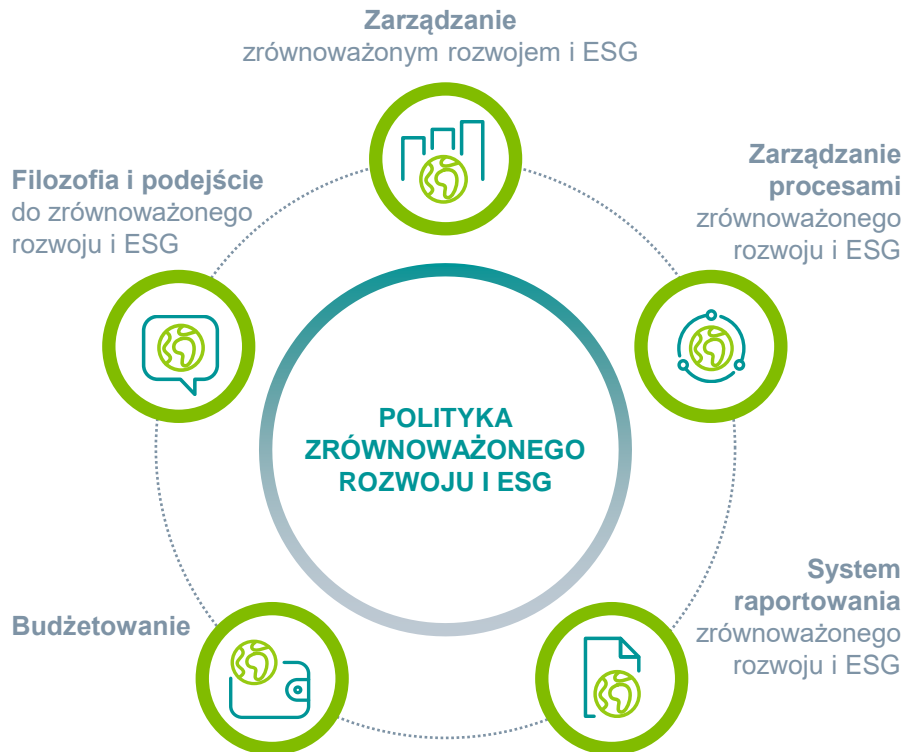 Zarządzanie
zrównoważonym rozwojem i ESG
Zarządzanie
procesami
zrównoważonego
rozwoju i ESG
Filozofia i podejście
do zrównoważonego
rozwoju i ESG
POLITYKA
ZRÓWNOWAŻONEGO
ROZWOJU I ESG
System
raportowania
zrównoważonego
rozwoju i ESG
Budżetowanie